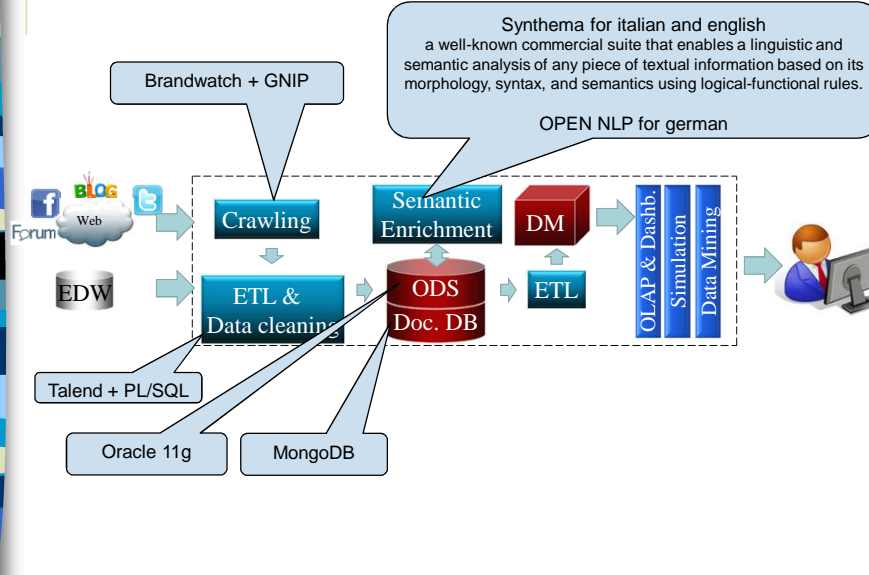 Synthema for italian and english
a well-known commercial suite that enables a linguistic and
semantic analysis of any piece of textual information based on its
morphology, syntax, and semantics using logical-functional rules.
OPEN NLP for german
Brandwatch + GNIP
BLOG
f
t
Web
Forum
Crawling
Semantic
Enrichment
DM
OLAP & Dashb.
Simulation
Data Mining
EDW
ETL &
Data cleaning
ODS
Doc. DB
ETL
Talend + PL/SQL
Oracle 11g
MongoDB